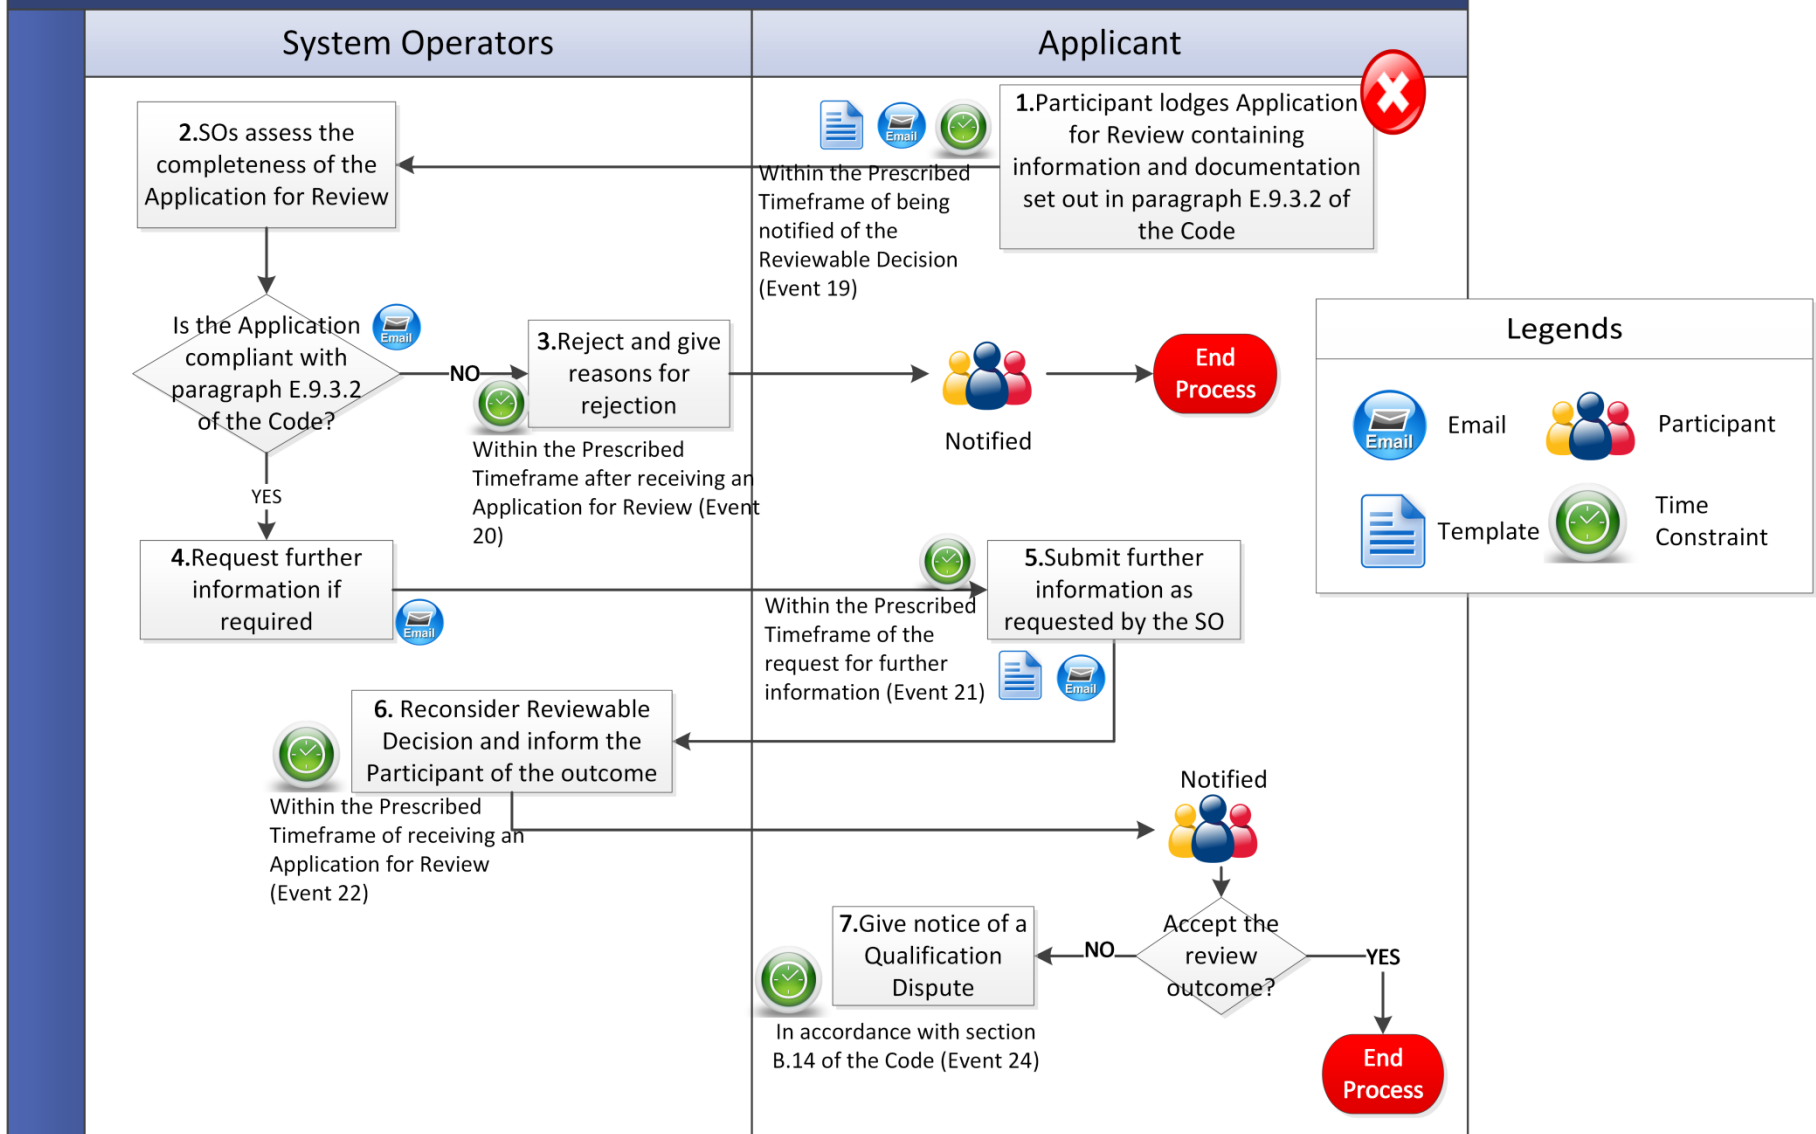 System Operators
Applicant
1.Participant lodges Application
for Review containing
information and documentation
set out in paragraph E.9.3.2 of
the Code
Email
Within the Prescribed
Timeframe of being
notified of the
Reviewable Decision
(Event 19)
2.SOs assess the
completeness of the
Application for Review
Is the Application
compliant with
paragraph E.9.3.2
of the Code?
Email
NO
3.Reject and give
reasons for
rejection
Within the Prescribed
Timeframe after receiving an
Application for Review (Event
20)
Notified
End
Process
YES
4.Request further
information if
required
Email
5.Submit further
information as
requested by the SO
Within the Prescribed
Timeframe of the
request for further
information (Event 21)
Email
6. Reconsider Reviewable
Decision and inform the
Participant of the outcome
Within the Prescribed
Timeframe of receiving an
Application for Review
(Event 22)
Notified
Accept the
review
outcome?
NO
7.Give notice of a
Qualification
Dispute
In accordance with section
B.14 of the Code (Event 24)
YES
End
Process
Legends
Email
Email
Participant
Template
Time
Constraint